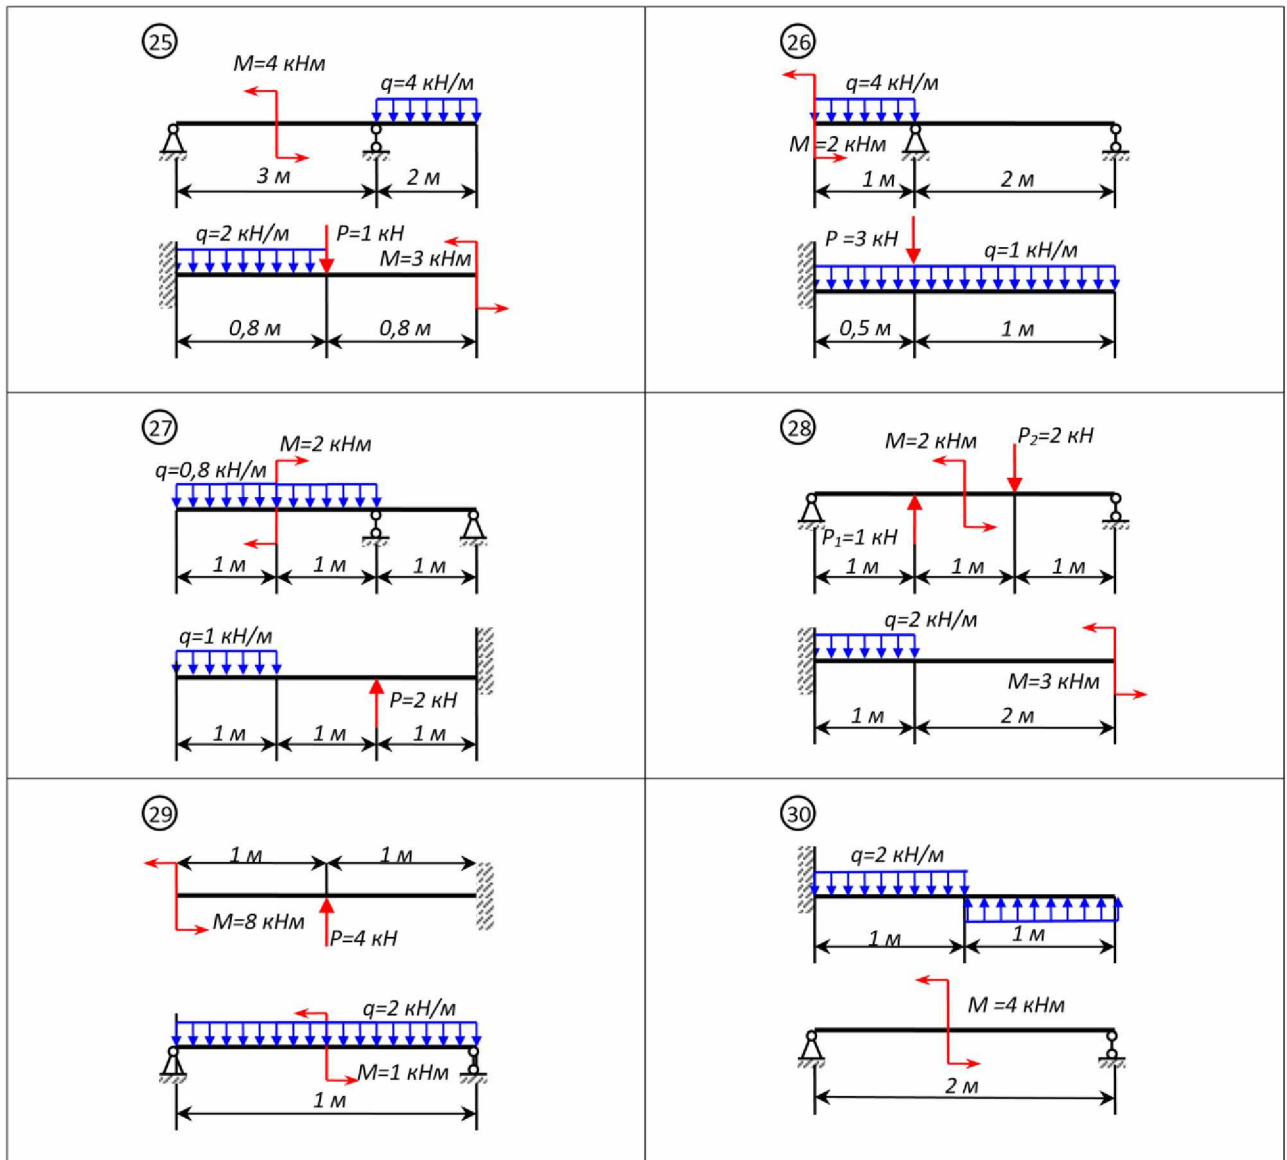 25
M=4 кНм
q=4 кН/м
3 м
2 м
q=2 кН/м
P=1 кН
M=3 кНм
0,8 м
0,8 м
26
q=4 кН/м
M =2 кНм
1 м
2 м
P =3 кН
q=1 кН/м
0,5 м
1 м
27
M=2 кНм
q=0,8 кН/м
1 м
1 м
1 м
q=1 кН/м
P=2 кН
1 м
1 м
1 м
28
M=2 кНм
P₂=2 кН
P₁=1 кН
1 м
1 м
1 м
q=2 кН/м
M=3 кНм
1 м
2 м
29
1 м
1 м
M=8 кНм
P=4 кН
q=2 кН/м
M=1 кНм
1 м
30
q=2 кН/м
1 м
1 м
M =4 кНм
2 м